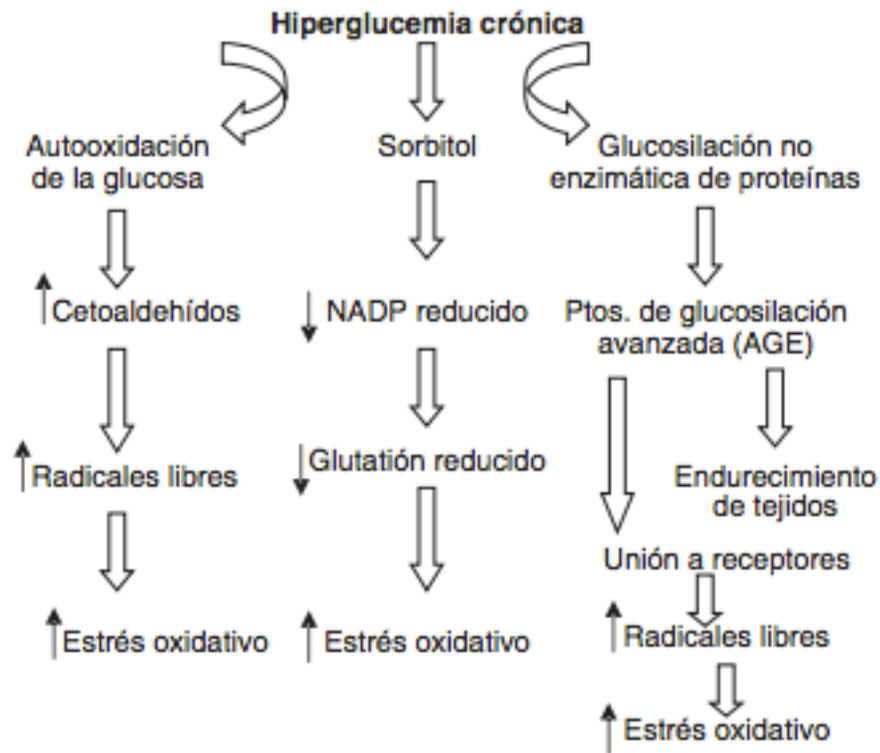 Hiperglucemia crónica
Autooxidación
de la glucosa
Sorbitol
Glucosilación no
enzimática de proteínas
Cetoaldehídos
NADP reducido
Ptos. de glucosilación
avanzada (AGE)
Radicales libres
Glutatión reducido
Endurecimiento
de tejidos
Unión a receptores
Estrés oxidativo
Estrés oxidativo
Radicales libres
Estrés oxidativo